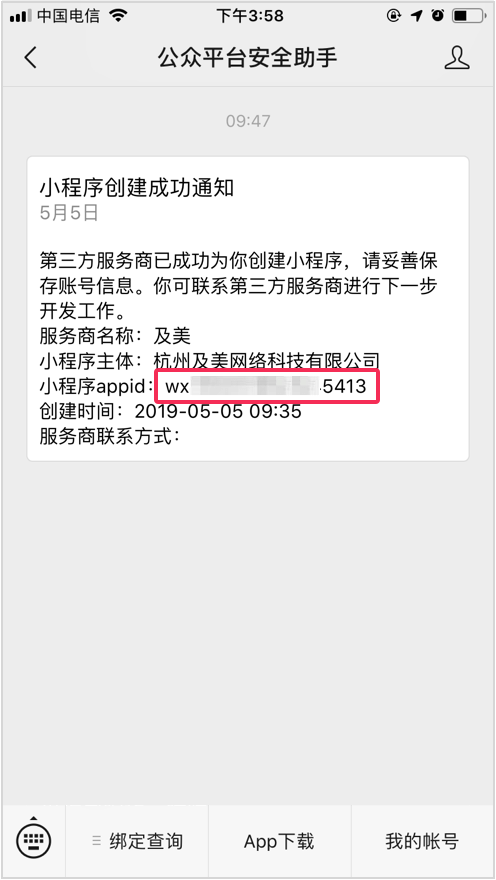 中国电信
下午3:58
公众平台安全助手
09:47
小程序创建成功通知
5月5日
第三方服务商已成功为你创建小程序，请妥善保
存账号信息。你可联系第三方服务商进行下一步
开发工作。
服务商名称：及美
小程序主体：杭州及美网络科技有限公司
小程序appid：wx 5413
创建时间：2019-05-05 09:35
服务商联系方式：
绑定查询
App下载
我的帐号